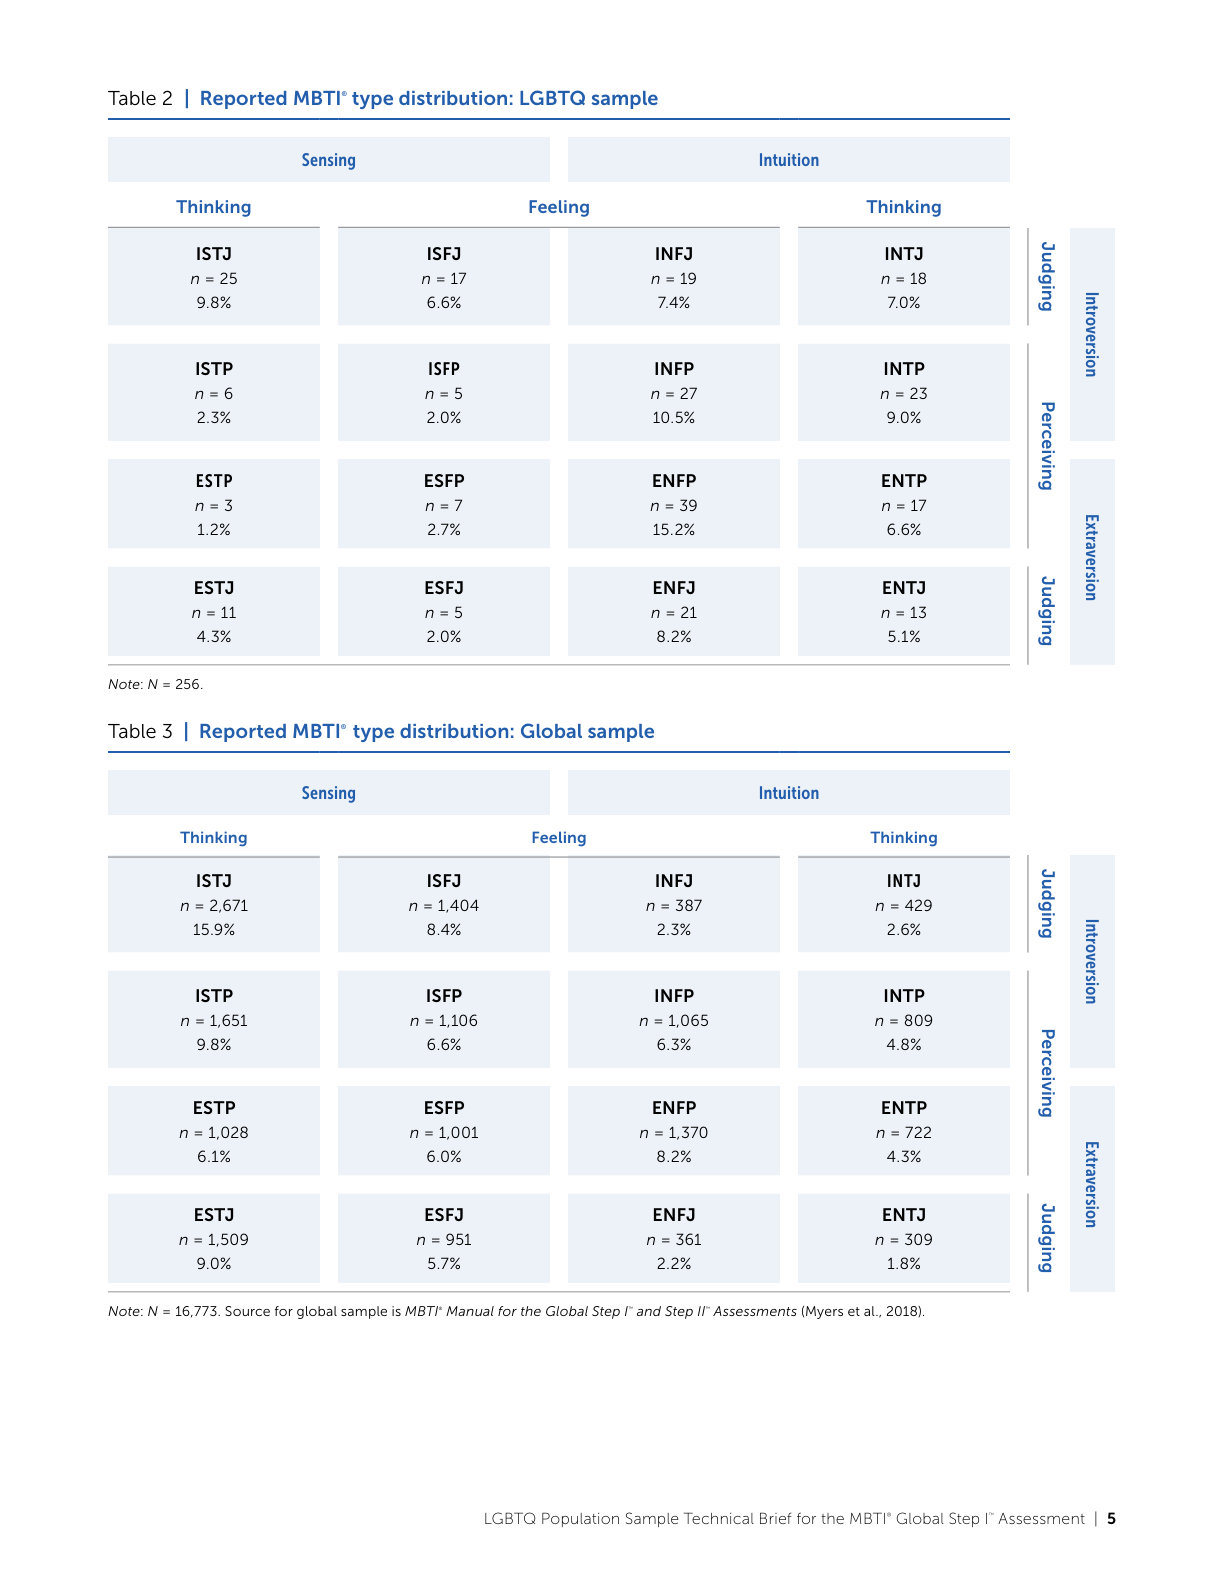 Table 2 | Reported MBTI® type distribution: LGBTQ sample
Sensing Intuition
Thinking Feeling Thinking
ISTJ ISFJ INFJ INTJ
n = 25 n = 17 n = 19 n = 18
9.8% 6.6% 7.4% 7.0%
Judging
Introversion
ISTP ISFP INFP INTP
n = 6 n = 5 n = 27 n = 23
2.3% 2.0% 10.5% 9.0%
Perceiving
ESTP ESFP ENFP ENTP
n = 3 n = 7 n = 39 n = 17
1.2% 2.7% 15.2% 6.6%
Extraversion
ESTJ ESFJ ENFJ ENTJ
n = 11 n = 5 n = 21 n = 13
4.3% 2.0% 8.2% 5.1%
Judging
Note: N = 256.
Table 3 | Reported MBTI® type distribution: Global sample
Sensing Intuition
Thinking Feeling Thinking
ISTJ ISFJ INFJ INTJ
n = 2,671 n = 1,404 n = 387 n = 429
15.9% 8.4% 2.3% 2.6%
Judging
Introversion
ISTP ISFP INFP INTP
n = 1,651 n = 1,106 n = 1,065 n = 809
9.8% 6.6% 6.3% 4.8%
Perceiving
ESTP ESFP ENFP ENTP
n = 1,028 n = 1,001 n = 1,370 n = 722
6.1% 6.0% 8.2% 4.3%
Extraversion
ESTJ ESFJ ENFJ ENTJ
n = 1,509 n = 951 n = 361 n = 309
9.0% 5.7% 2.2% 1.8%
Judging
Note: N = 16,773. Source for global sample is MBTI® Manual for the Global Step I™ and Step II™ Assessments (Myers et al., 2018).
LGBTQ Population Sample Technical Brief for the MBTI® Global Step I™ Assessment | 5